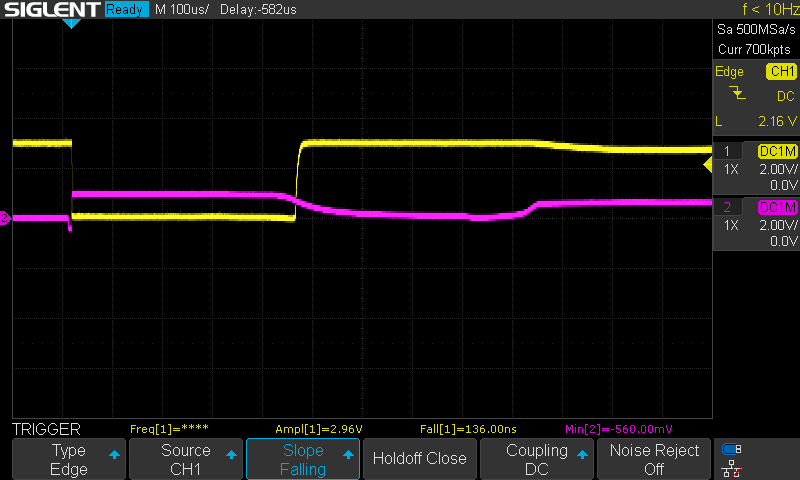 SIGLENT Ready M 100us/ Delay:-582us f < 10Hz
Sa 500MSa/s
Curr 700kpts
Edge CH1
DC
L 2.16 V
1 DC1M
1X 2.00V/
0.0V
2 DC1M
1X 2.00V/
0.0V
2
TRIGGER Freq[1]=**** Ampl[1]=2.96V Fall[1]=136.00ns Min[2]=-560.00mV
Type Source Slope Holdoff Close Coupling Noise Reject
Edge CH1 Falling DC Off